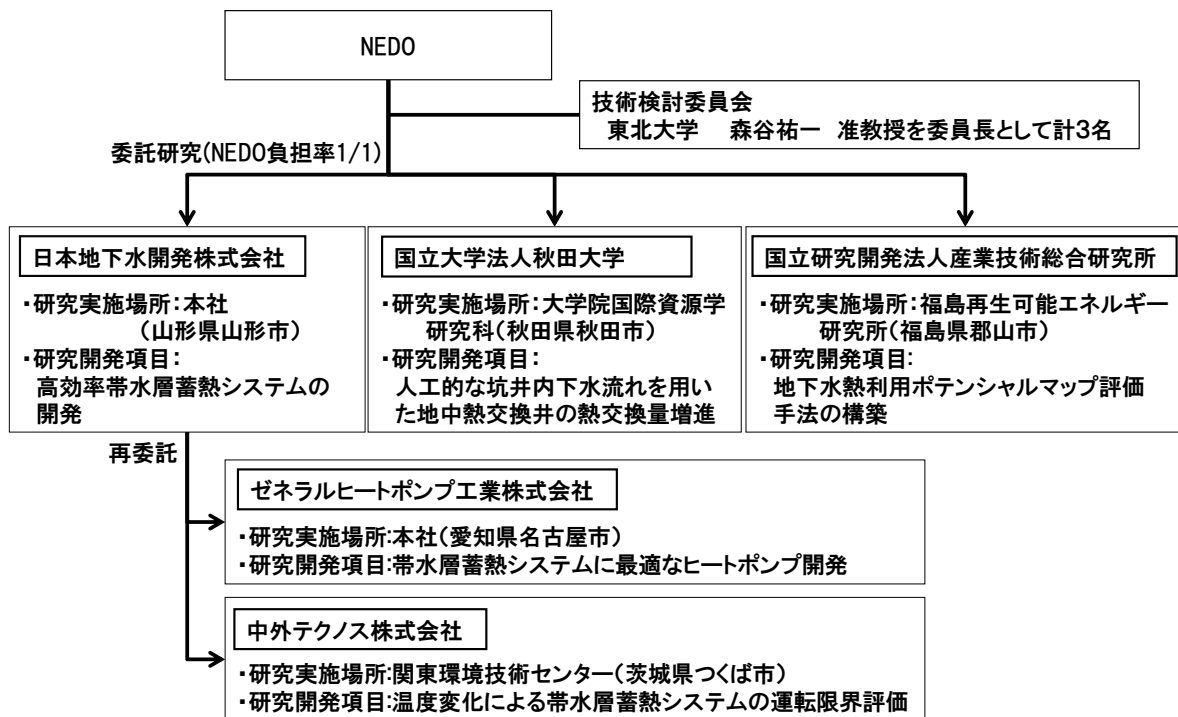 NEDO
技術検討委員会
東北大学 森谷祐一 准教授を委員長として計3名
委託研究(NEDO負担率1/1)
日本地下水開発株式会社
・研究実施場所：本社
（山形県山形市）
・研究開発項目：
高効率帯水層蓄熱システムの
開発
国立大学法人秋田大学
・研究実施場所：大学院国際資源学
研究科（秋田県秋田市）
・研究開発項目：
人工的な坑井内下水流れを用い
た地中熱交換井の熱交換量増進
国立研究開発法人産業技術総合研究所
・研究実施場所：福島再生可能エネルギー
研究所（福島県郡山市）
・研究開発項目:
地下水熱利用ポテンシャルマップ評価
手法の構築
再委託
ゼネラルヒートポンプ工業株式会社
・研究実施場所:本社（愛知県名古屋市）
・研究開発項目:帯水層蓄熱システムに最適なヒートポンプ開発
中外テクノス株式会社
・研究実施場所:関東環境技術センター（茨城県つくば市）
・研究開発項目:温度変化による帯水層蓄熱システムの運転限界評価